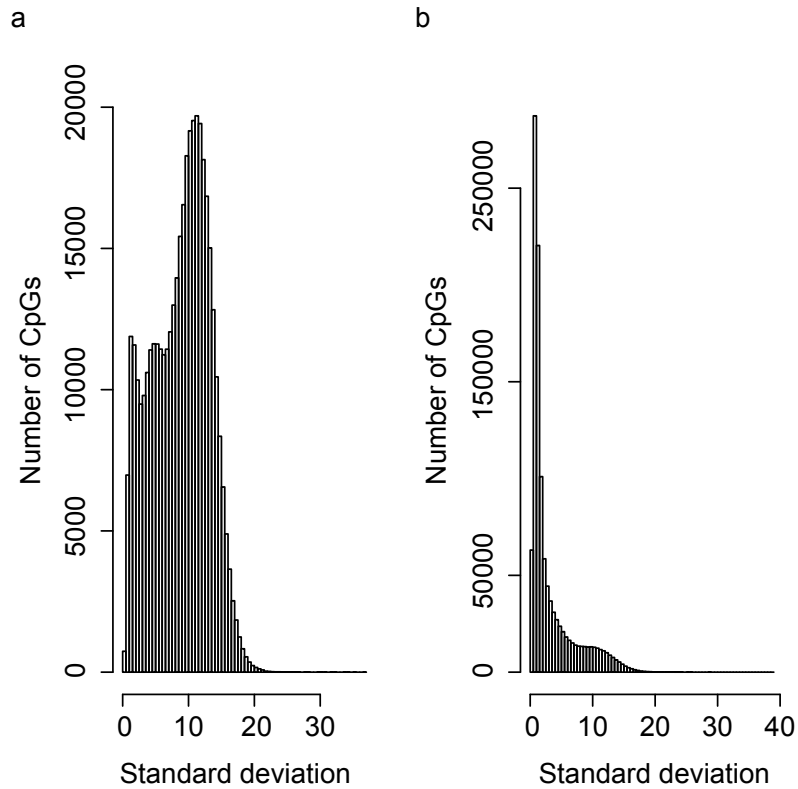 a
Number of CpGs
0
5000
10000
15000
20000
0 10 20 30
Standard deviation
b
Number of CpGs
0
50000
150000
250000
0 10 20 30 40
Standard deviation